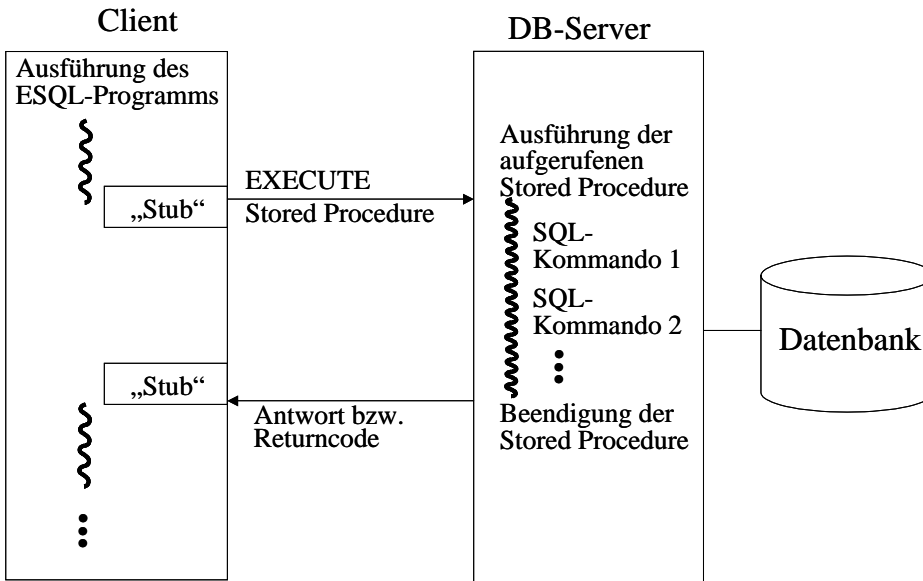 Client
Ausführung des
ESQL-Programms
„Stub“
EXECUTE
Stored Procedure
„Stub“
Antwort bzw.
Returncode
DB-Server
Ausführung der
aufgerufenen
Stored Procedure
SQL-
Kommando 1
SQL-
Kommando 2
Beendigung der
Stored Procedure
Datenbank